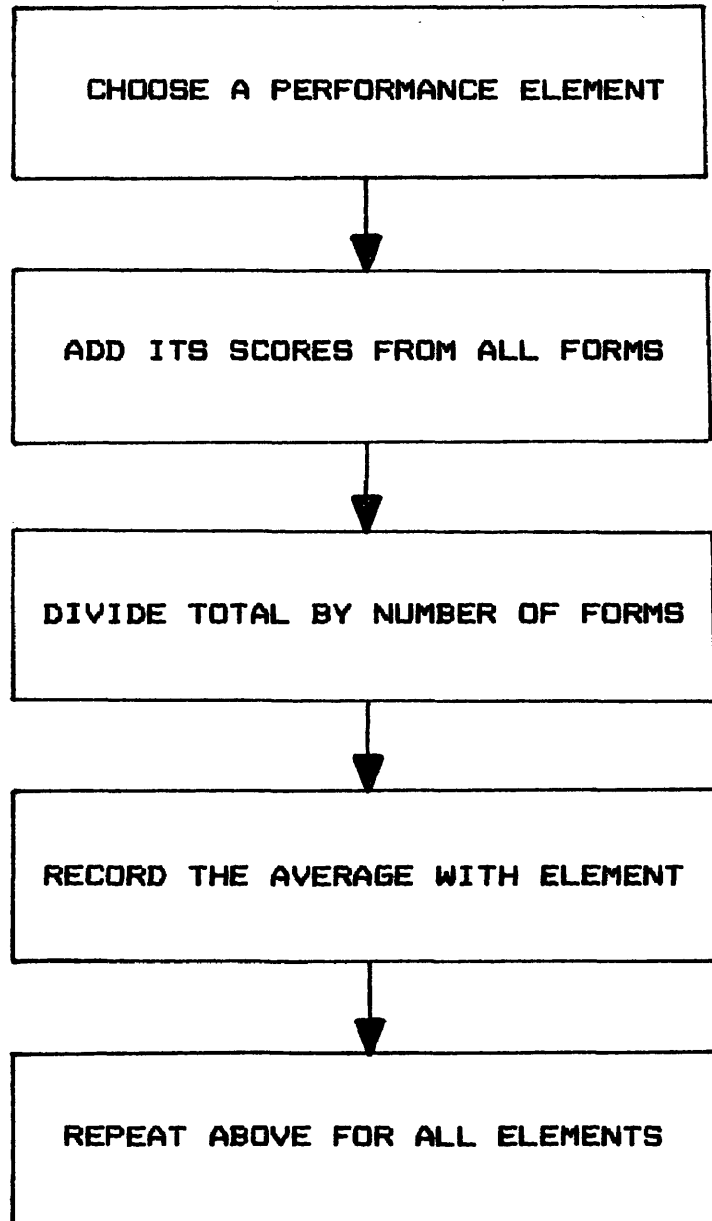 CHOOSE A PERFORMANCE ELEMENT
ADD ITS SCORES FROM ALL FORMS
DIVIDE TOTAL BY NUMBER OF FORMS
RECORD THE AVERAGE WITH ELEMENT
REPEAT ABOVE FOR ALL ELEMENTS